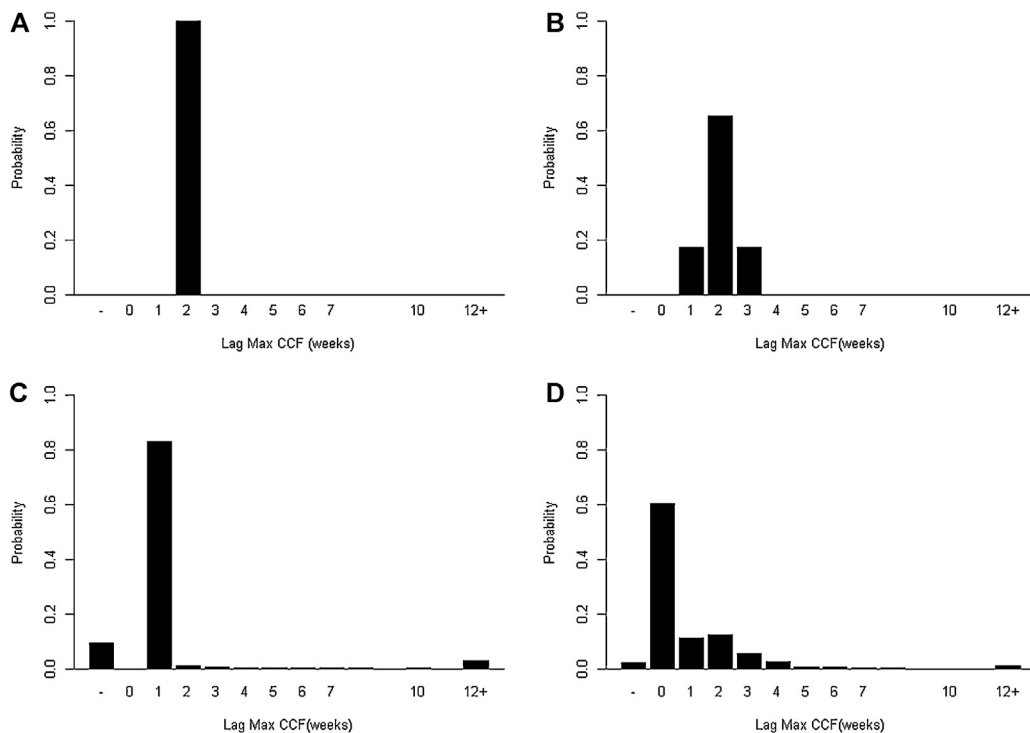 A
Probability
0.0 0.2 0.4 0.6 0.8 1.0
- 0 1 2 3 4 5 6 7 10 12+
Lag Max CCF (weeks)
B
Probability
0.0 0.2 0.4 0.6 0.8 1.0
- 0 1 2 3 4 5 6 7 10 12+
Lag Max CCF(weeks)
C
Probability
0.0 0.2 0.4 0.6 0.8 1.0
- 0 1 2 3 4 5 6 7 10 12+
Lag Max CCF(weeks)
D
Probability
0.0 0.2 0.4 0.6 0.8 1.0
- 0 1 2 3 4 5 6 7 10 12+
Lag Max CCF(weeks)